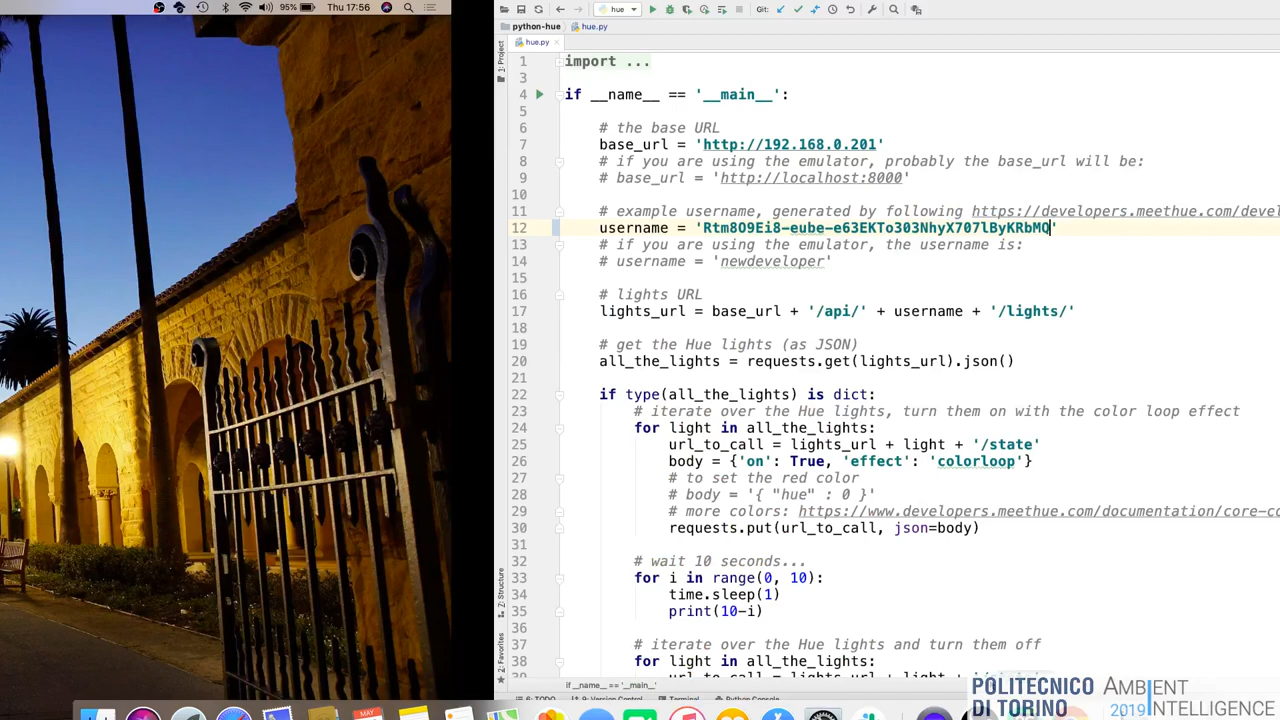 95% Thu 17:56
hue
Git:
python-hue hue.py
hue.py
1: Project
7: Structure
2: Favorites
1 import ...
3
4 if __name__ == '__main__':
5
6 # the base URL
7 base_url = 'http://192.168.0.201'
8 # if you are using the emulator, probably the base_url will be:
9 # base_url = 'http://localhost:8000'
10
11 # example username, generated by following https://developers.meethue.com/devel
12 username = 'Rtm8O9Ei8-eube-e63EKTo303NhyX707lByKRbMQ'
13 # if you are using the emulator, the username is:
14 # username = 'newdeveloper'
15
16 # lights URL
17 lights_url = base_url + '/api/' + username + '/lights/'
18
19 # get the Hue lights (as JSON)
20 all_the_lights = requests.get(lights_url).json()
21
22 if type(all_the_lights) is dict:
23 # iterate over the Hue lights, turn them on with the color loop effect
24 for light in all_the_lights:
25 url_to_call = lights_url + light + '/state'
26 body = {'on': True, 'effect': 'colorloop'}
27 # to set the red color
28 # body = '{ "hue" : 0 }'
29 # more colors: https://www.developers.meethue.com/documentation/core-co
30 requests.put(url_to_call, json=body)
31
32 # wait 10 seconds...
33 for i in range(0, 10):
34 time.sleep(1)
35 print(10-i)
36
37 # iterate over the Hue lights and turn them off
38 for light in all_the_lights:
if __name__ == '__main__'
6: TODO 9: Version Control Terminal Python Console
POLITECNICO
DI TORINO
AMBIENT
2019 INTELLIGENCE